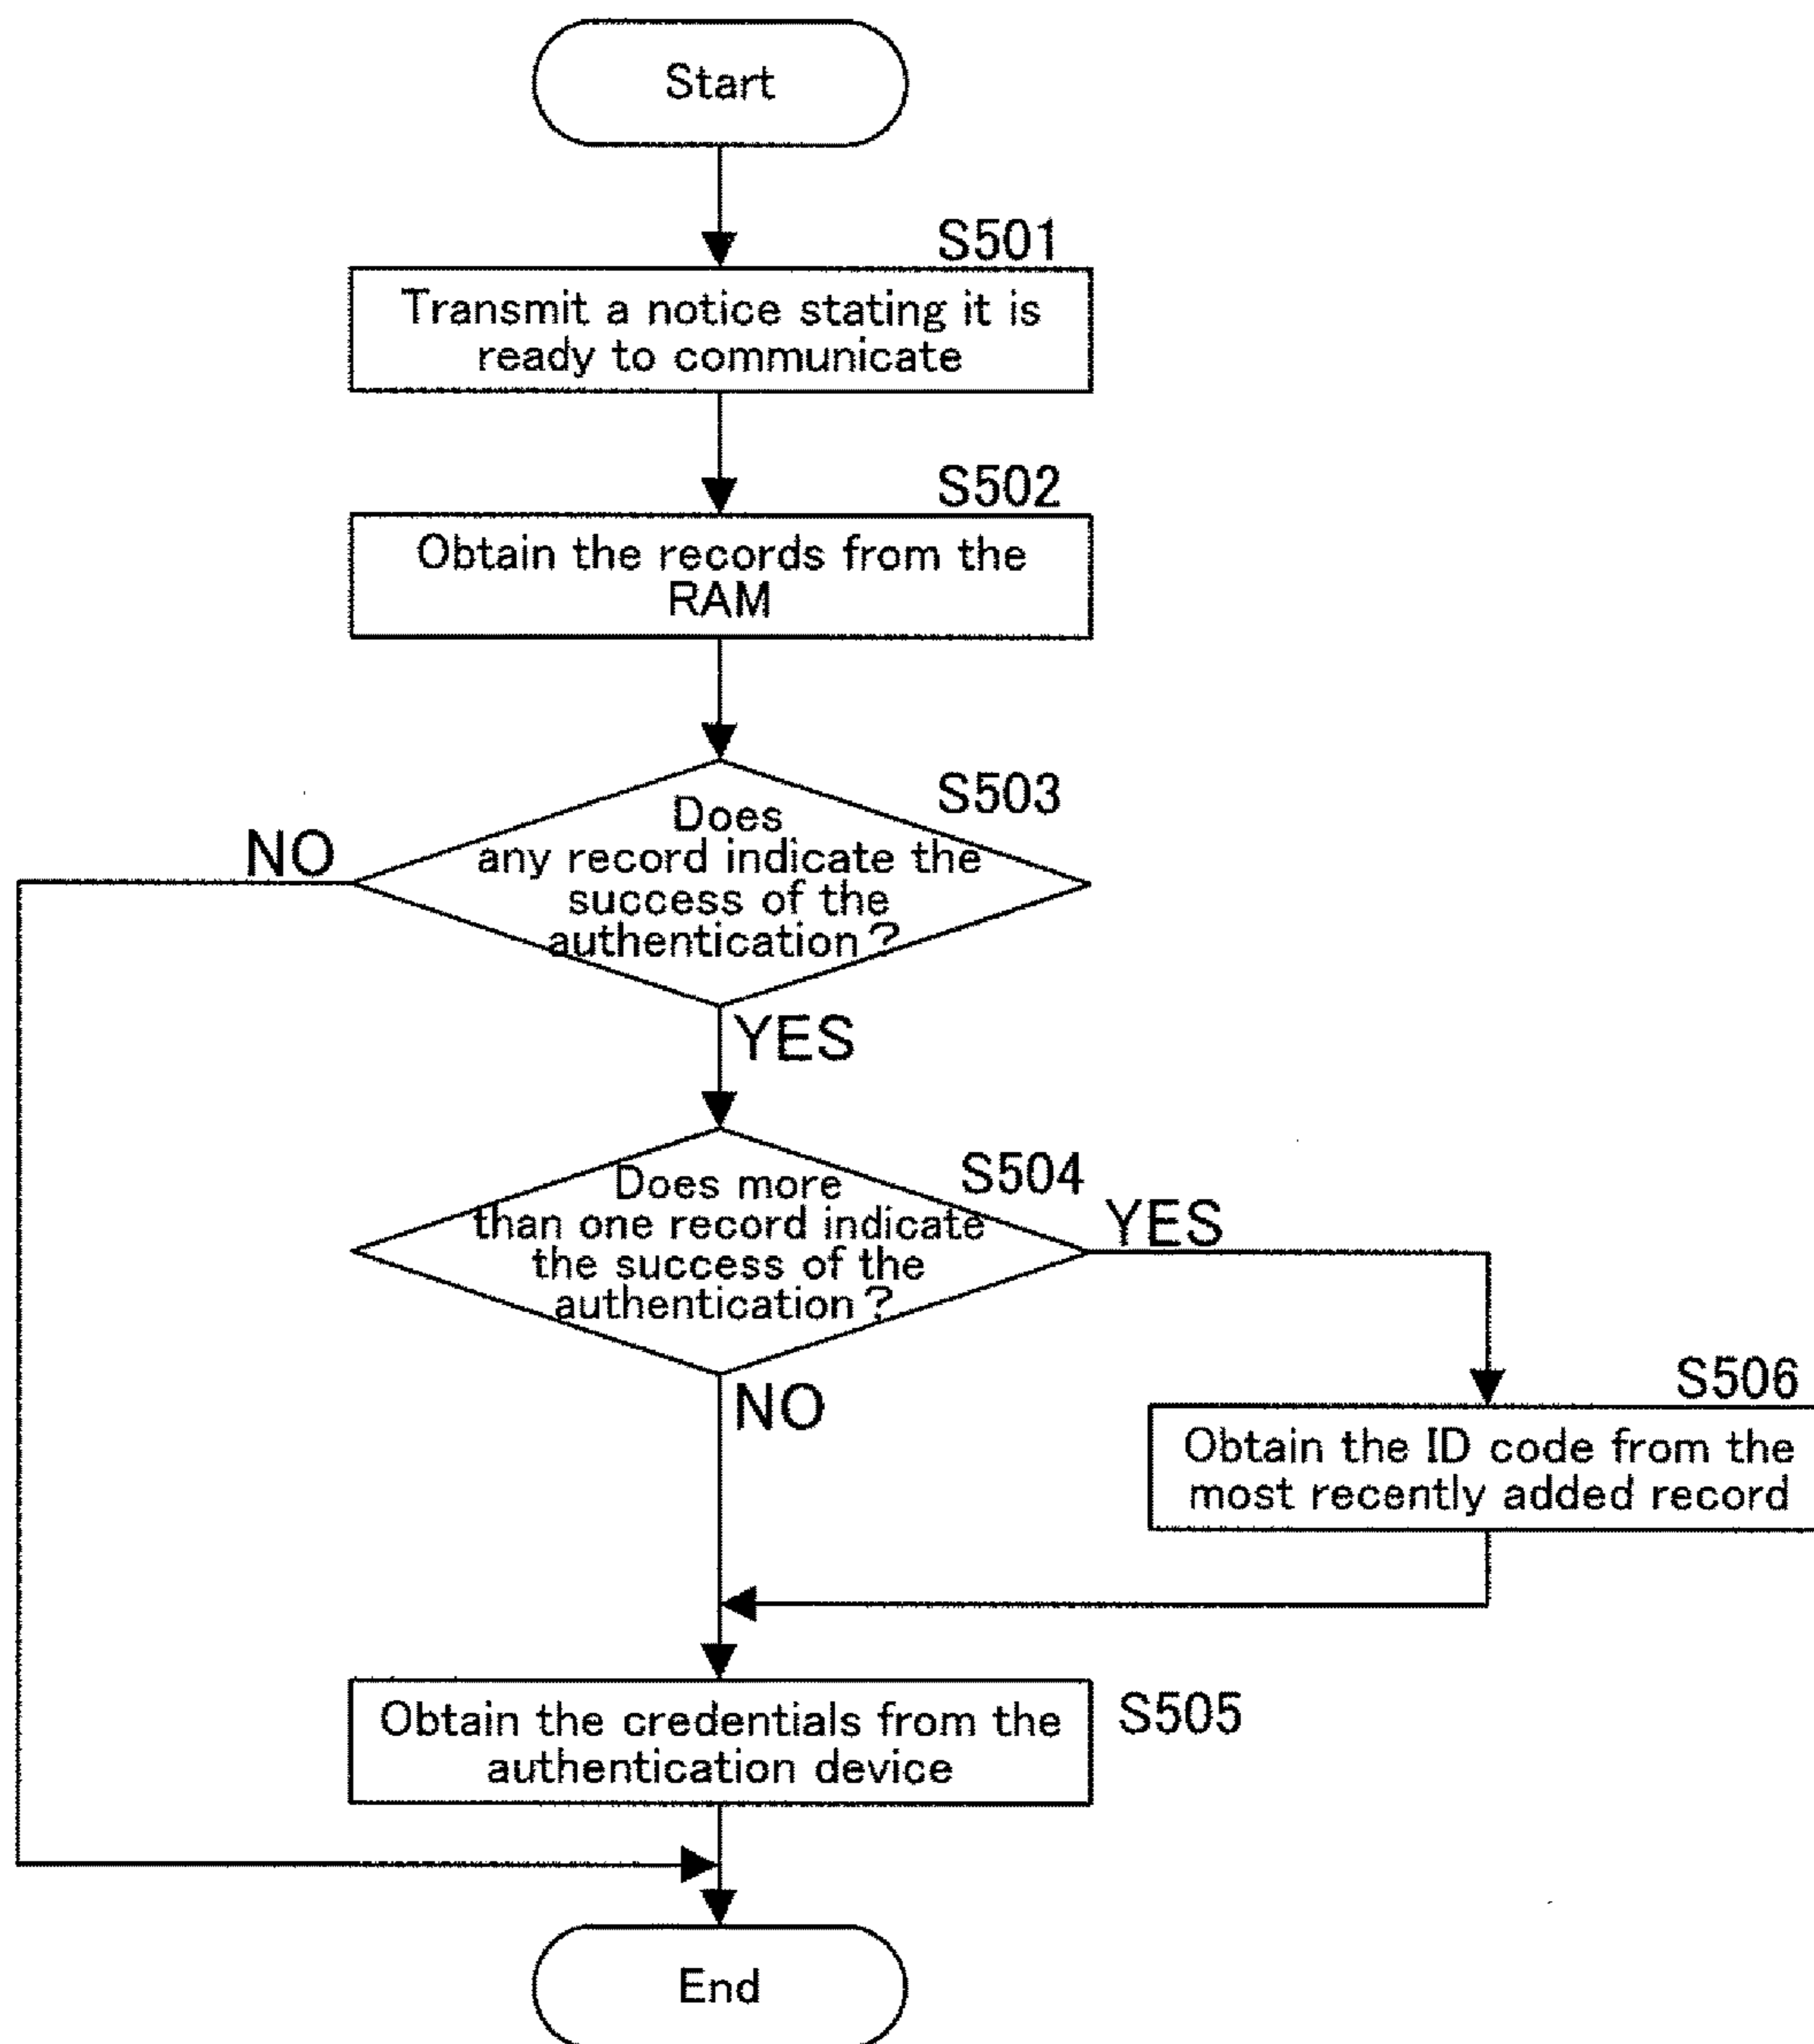 Start
S501
Transmit a notice stating it is
ready to communicate
S502
Obtain the records from the
RAM
S503
Does
any record indicate the
success of the
authentication?
NO
YES
S504
Does more
than one record indicate
the success of the
authentication?
YES
NO
S506
Obtain the ID code from the
most recently added record
Obtain the credentials from the
authentication device
S505
End